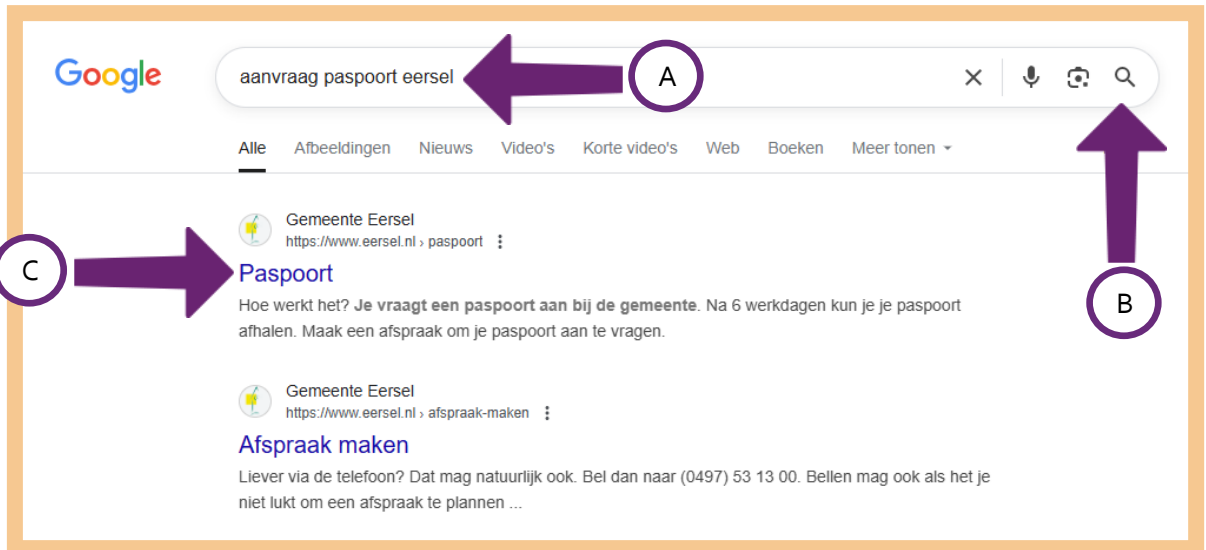 Google
aanvraag paspoort eersel
A
Alle Afbeeldingen Nieuws Video's Korte video's Web Boeken Meer tonen
Gemeente Eersel
https://www.eersel.nl › paspoort
C
Paspoort
B
Hoe werkt het? Je vraagt een paspoort aan bij de gemeente. Na 6 werkdagen kun je je paspoort
afhalen. Maak een afspraak om je paspoort aan te vragen.
Gemeente Eersel
https://www.eersel.nl › afspraak-maken
Afspraak maken
Liever via de telefoon? Dat mag natuurlijk ook. Bel dan naar (0497) 53 13 00. Bellen mag ook als het je
niet lukt om een afspraak te plannen ...